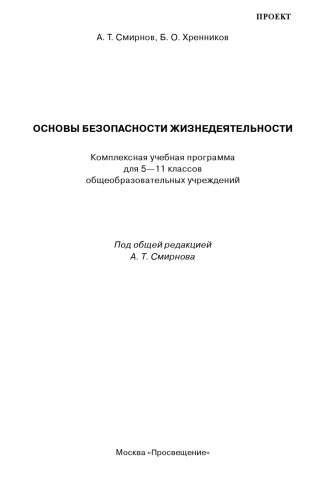 ПРОЕКТ
А. Т. Смирнов, Б. О. Хренников
ОСНОВЫ БЕЗОПАСНОСТИ ЖИЗНЕДЕЯТЕЛЬНОСТИ
Комплексная учебная программа
для 5—11 классов
общеобразовательных учреждений
Под общей редакцией
А. Т. Смирнова
Москва «Просвещение»